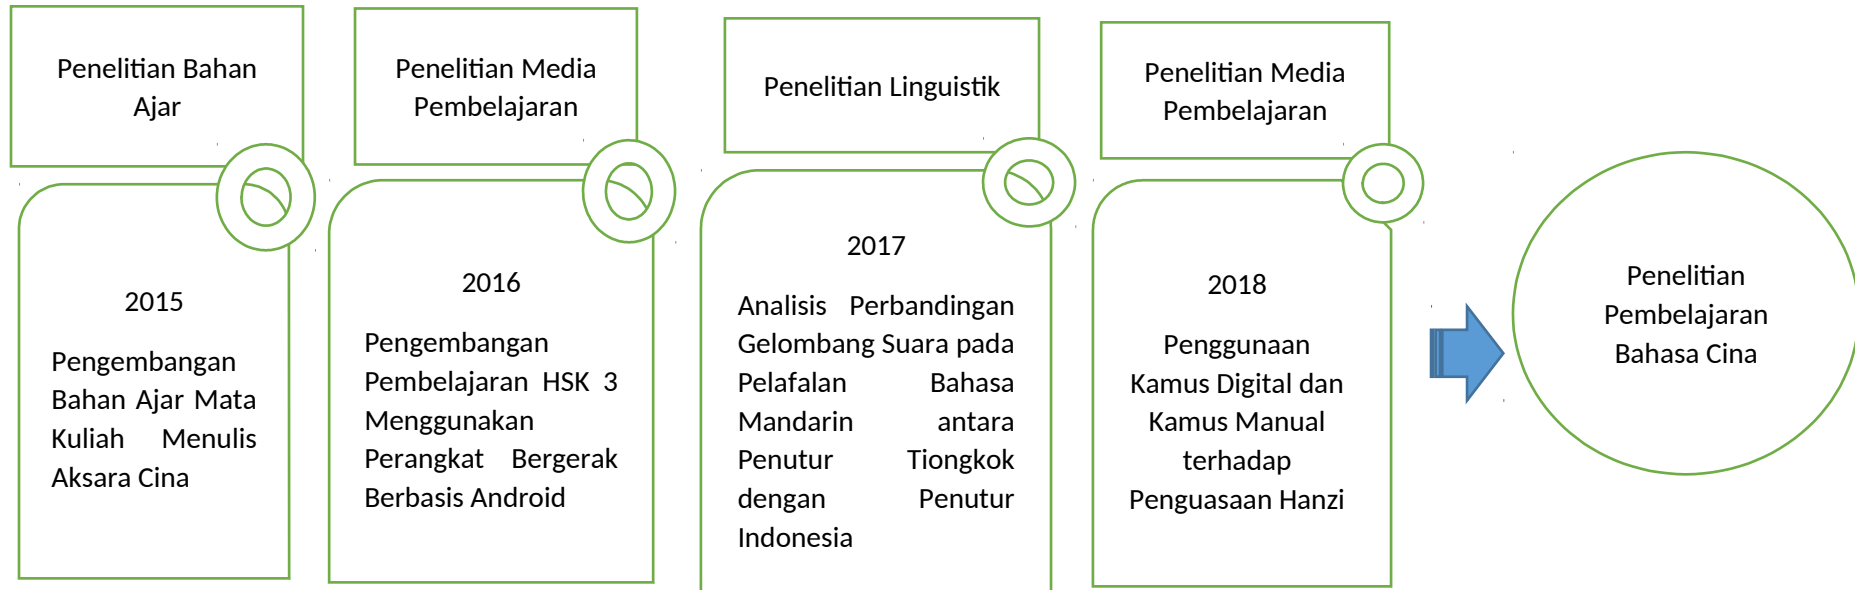 Penelitian Bahan
Ajar
2015
Pengembangan
Bahan Ajar Mata
Kuliah Menulis
Aksara Cina
Penelitian Media
Pembelajaran
2016
Pengembangan
Pembelajaran HSK 3
Menggunakan
Perangkat Bergerak
Berbasis Android
Penelitian Linguistik
2017
Analisis Perbandingan
Gelombang Suara pada
Pelafalan Bahasa
Mandarin antara
Penutur Tiongkok
dengan Penutur
Indonesia
Penelitian Media
Pembelajaran
2018
Penggunaan
Kamus Digital dan
Kamus Manual
terhadap
Penguasaan Hanzi
Penelitian
Pembelajaran
Bahasa Cina